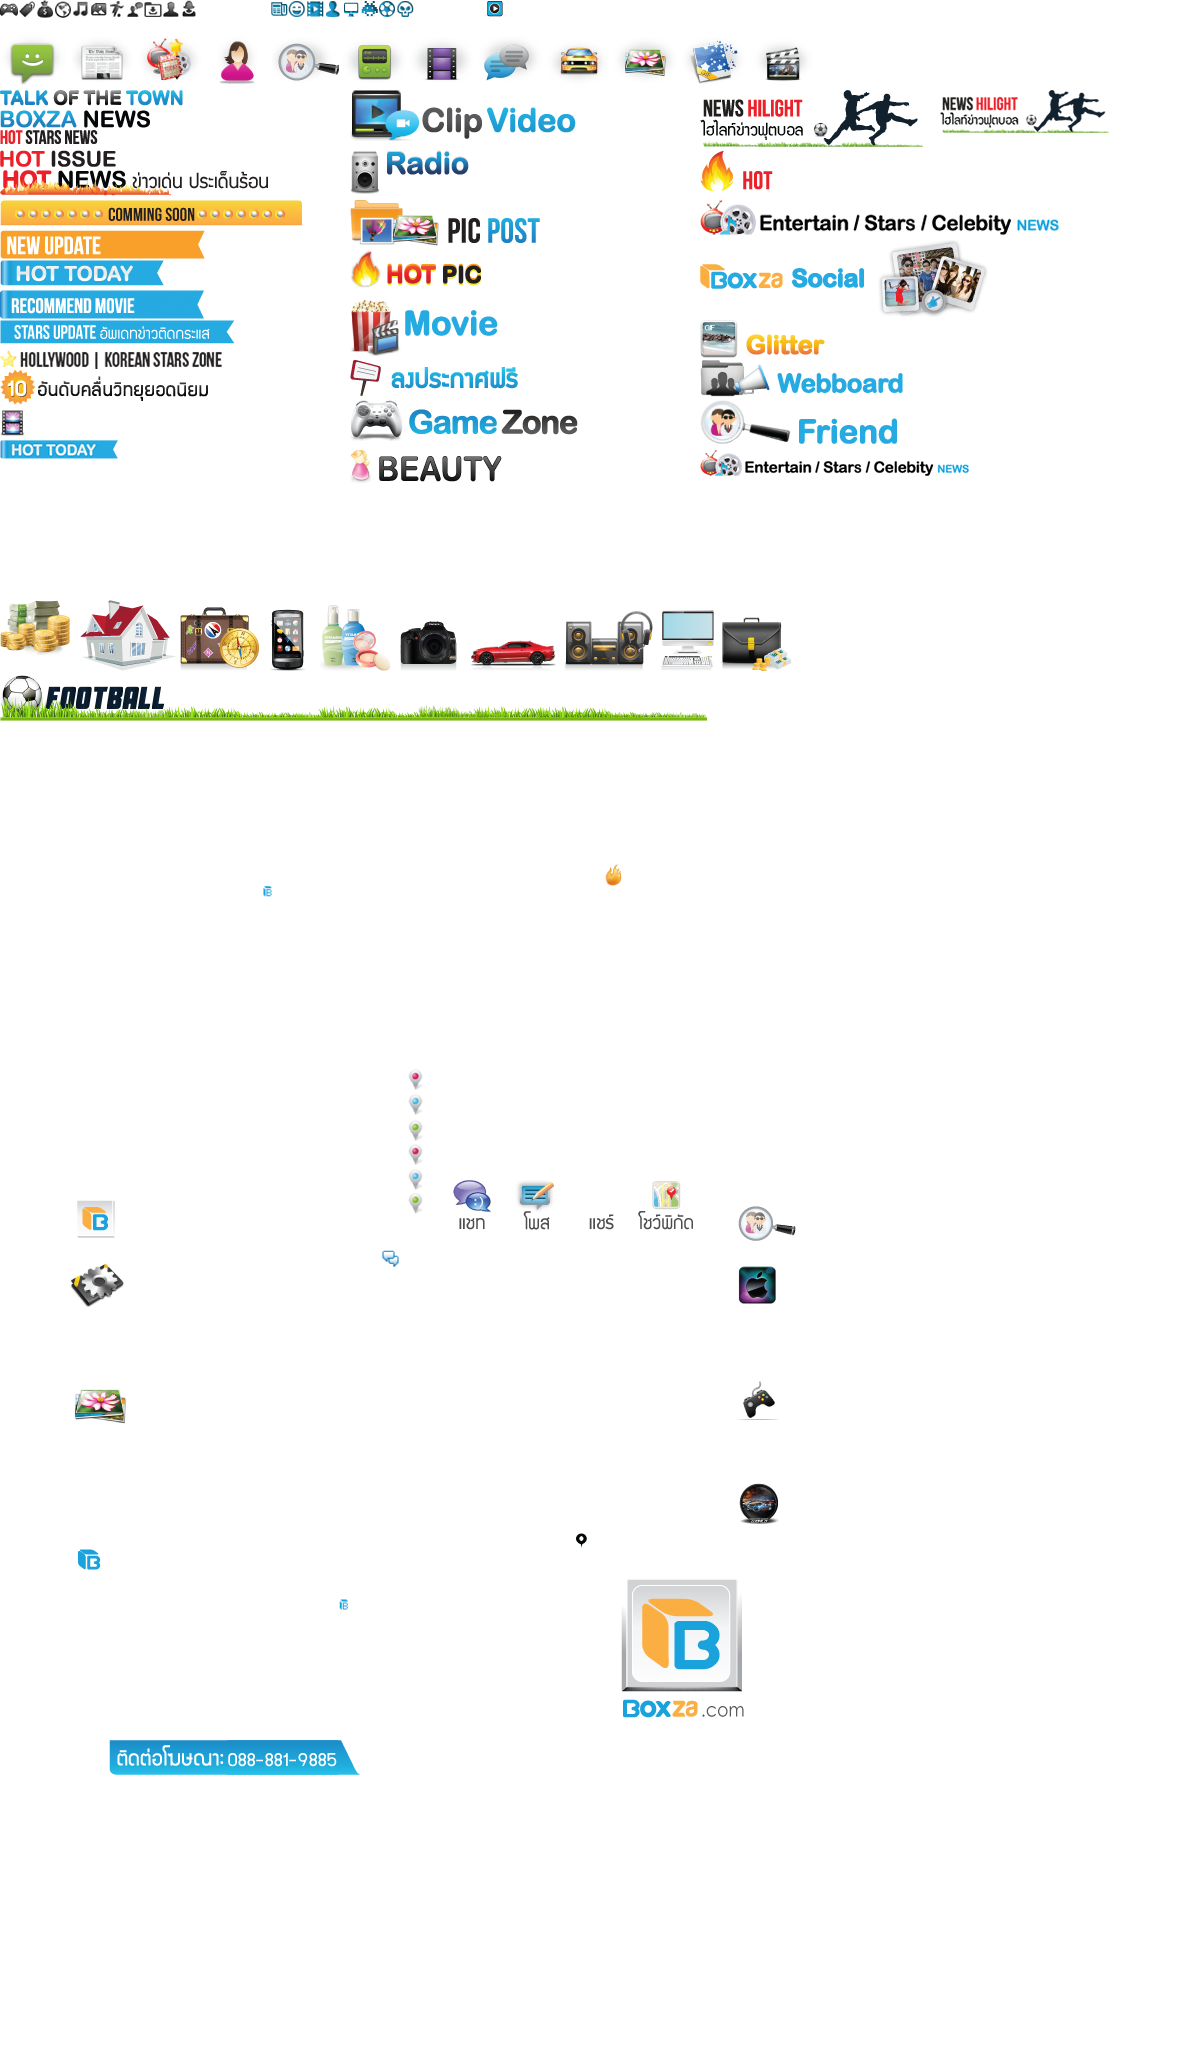 TALK OF THE TOWN
BOXZA NEWS
HOT STARS NEWS
HOT ISSUE
HOT NEWS ข่าวเด่น ประเด็นร้อน
COMMING SOON
NEW UPDATE
HOT TODAY
RECOMMEND MOVIE
STARS UPDATE อัพเดทข่าวติดกระแส
HOLLYWOOD | KOREAN STARS ZONE
10 อันดับคลื่นวิทยุยอดนิยม
HOT TODAY
Clip Video
Radio
PIC POST
HOT PIC
Movie
ลงประกาศฟรี
Game Zone
BEAUTY
NEWS HILIGHT
ไฮไลท์ข่าวฟุตบอล
NEWS HILIGHT
ไฮไลท์ข่าวฟุตบอล
HOT
Entertain / Stars / Celebity NEWS
Boxza Social
GIF
Glitter
Webboard
Friend
Entertain / Stars / Celebity NEWS
FOOTBALL
แชท
โพส
แชร์
โชว์พิกัด
B
Boxza.com
ติดต่อโฆษณา: 088-881-9885